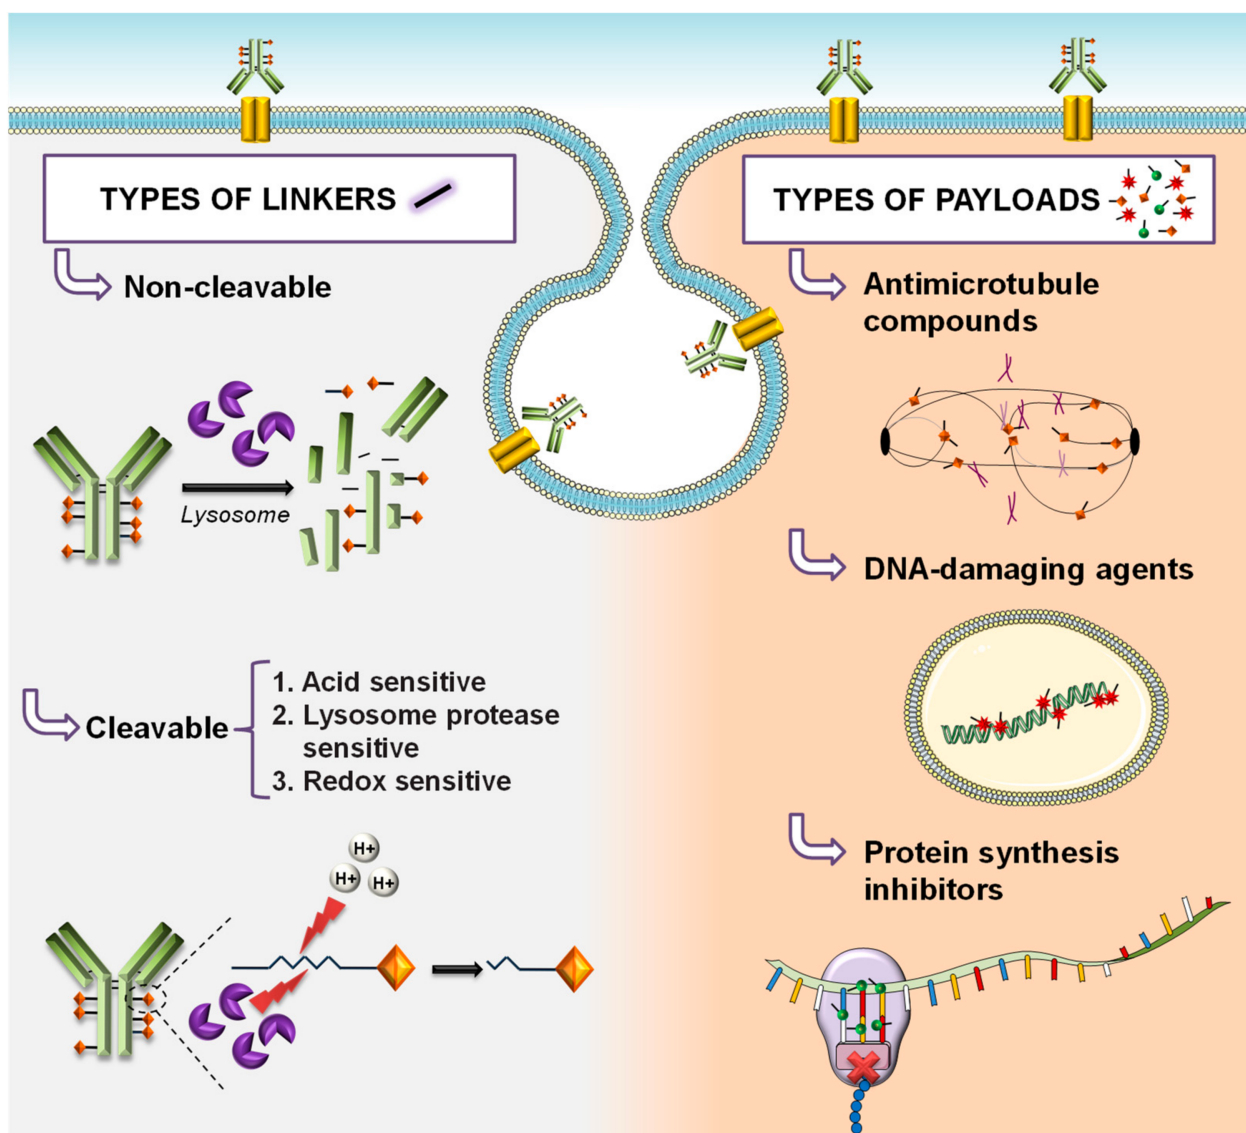 TYPES OF LINKERS
Non-cleavable
Lysosome
Cleavable
1. Acid sensitive
2. Lysosome protease
sensitive
3. Redox sensitive
H+
H+
H+
TYPES OF PAYLOADS
Antimicrotubule
compounds
DNA-damaging agents
Protein synthesis
inhibitors